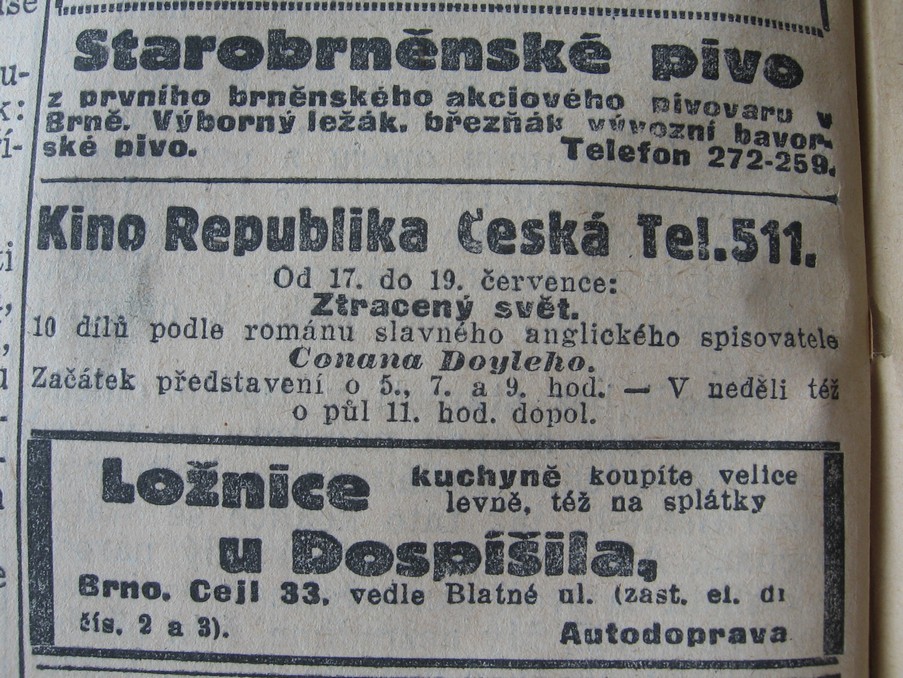 Starobrněnské pivo
z prvního brněnského akciového pivovaru v
Brně. Výborný ležák. březňák vývozní bavor-
ské pivo. Telefon 272-259.
Kino Republika Česká Tel. 511.
Od 17. do 19. července:
Ztracený svět.
10 dílů podle románu slavného anglického spisovatele
Conana Doyleho.
Začátek představení o 5., 7. a 9. hod. — V neděli též
o půl 11. hod. dopol.
Ložnice kuchyně koupíte velice
levně, též na splátky
u Dospíšila,
Brno. Cejl 33. vedle Blatné ul. (zast. el. dr
čís. 2 a 3). Autodoprava